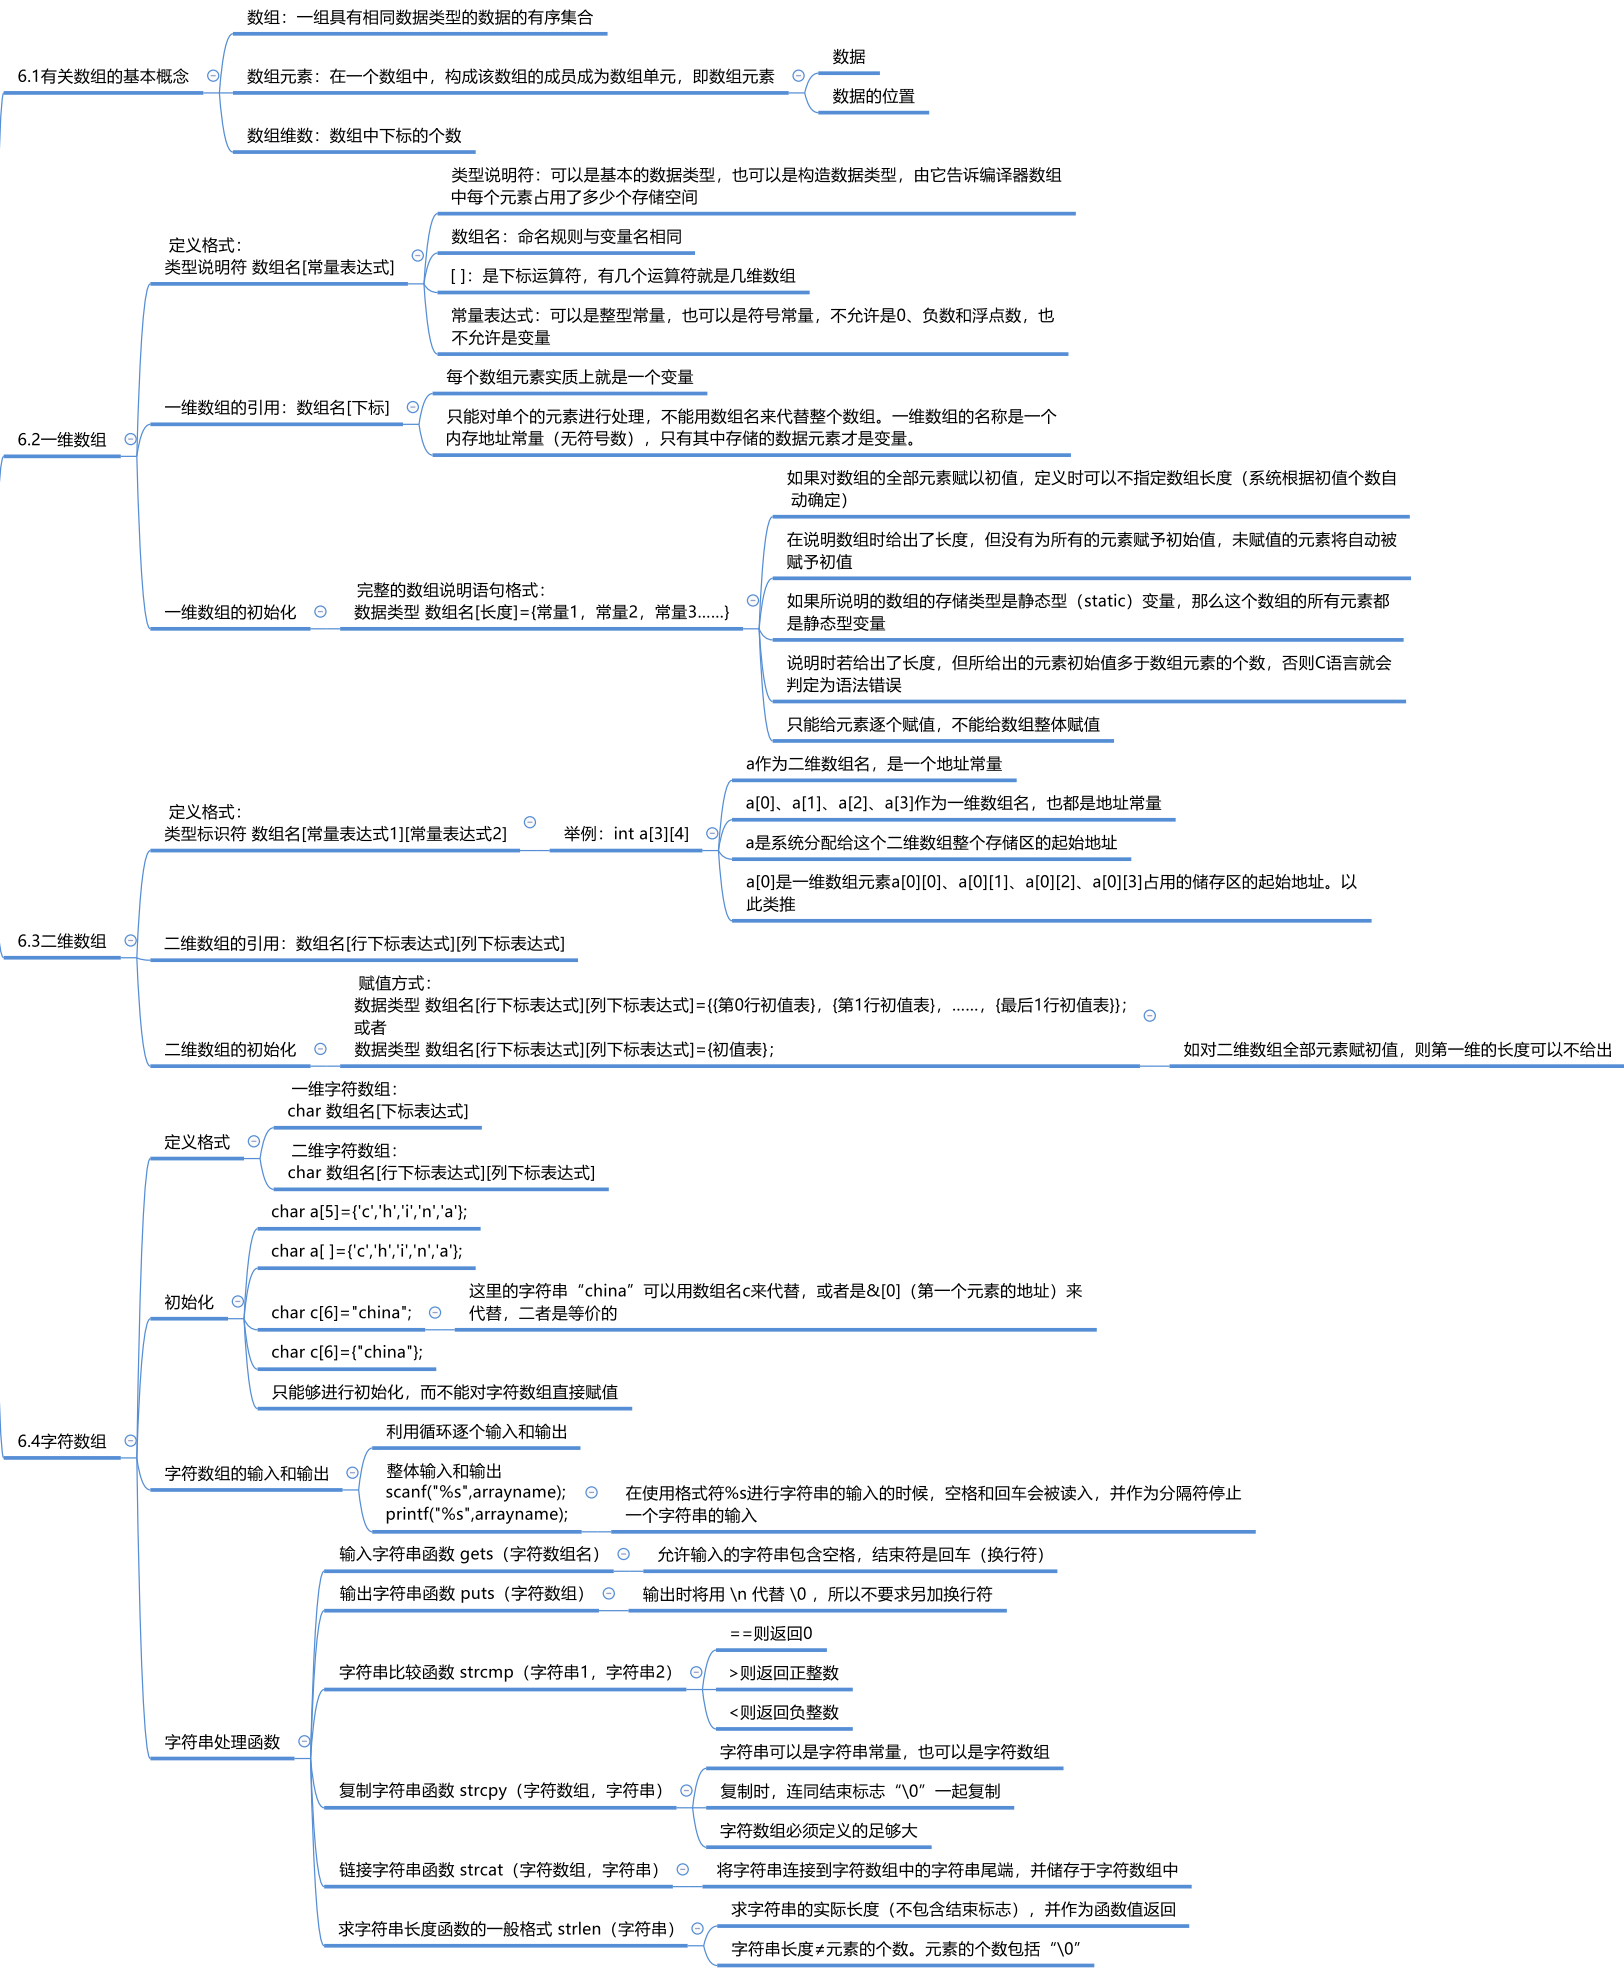 6.1有关数组的基本概念
数组：一组具有相同数据类型的数据的有序集合
数组元素：在一个数组中，构成该数组的成员成为数组单元，即数组元素
数据
数据的位置
数组维数：数组中下标的个数
6.2一维数组
定义格式：
类型说明符 数组名[常量表达式]
类型说明符：可以是基本的数据类型，也可以是构造数据类型，由它告诉编译器数组
中每个元素占用了多少个存储空间
数组名：命名规则与变量名相同
[ ]：是下标运算符，有几个运算符就是几维数组
常量表达式：可以是整型常量，也可以是符号常量，不允许是0、负数和浮点数，也
不允许是变量
一维数组的引用：数组名[下标]
每个数组元素实质上就是一个变量
只能对单个的元素进行处理，不能用数组名来代替整个数组。一维数组的名称是一个
内存地址常量（无符号数），只有其中存储的数据元素才是变量。
一维数组的初始化
完整的数组说明语句格式：
数据类型 数组名[长度]={常量1，常量2，常量3......}
如果对数组的全部元素赋以初值，定义时可以不指定数组长度（系统根据初值个数自
动确定）
在说明数组时给出了长度，但没有为所有的元素赋予初始值，未赋值的元素将自动被
赋予初值
如果所说明的数组的存储类型是静态型（static）变量，那么这个数组的所有元素都
是静态型变量
说明时若给出了长度，但所给出的元素初始值多于数组元素的个数，否则C语言就会
判定为语法错误
只能给元素逐个赋值，不能给数组整体赋值
6.3二维数组
定义格式：
类型标识符 数组名[常量表达式1][常量表达式2]
举例：int a[3][4]
a作为二维数组名，是一个地址常量
a[0]、a[1]、a[2]、a[3]作为一维数组名，也都是地址常量
a是系统分配给这个二维数组整个存储区的起始地址
a[0]是一维数组元素a[0][0]、a[0][1]、a[0][2]、a[0][3]占用的储存区的起始地址。以
此类推
二维数组的引用：数组名[行下标表达式][列下标表达式]
二维数组的初始化
赋值方式：
数据类型 数组名[行下标表达式][列下标表达式]={{第0行初值表}，{第1行初值表}，......，{最后1行初值表}};
或者
数据类型 数组名[行下标表达式][列下标表达式]={初值表};
如对二维数组全部元素赋初值，则第一维的长度可以不给出
6.4字符数组
定义格式
一维字符数组：
char 数组名[下标表达式]
二维字符数组：
char 数组名[行下标表达式][列下标表达式]
初始化
char a[5]={'c','h','i','n','a'};
char a[ ]={'c','h','i','n','a'};
char c[6]="china";
这里的字符串“china”可以用数组名c来代替，或者是&[0]（第一个元素的地址）来
代替，二者是等价的
char c[6]={"china"};
只能够进行初始化，而不能对字符数组直接赋值
字符数组的输入和输出
利用循环逐个输入和输出
整体输入和输出
scanf("%s",arrayname);
printf("%s",arrayname);
在使用格式符%s进行字符串的输入的时候，空格和回车会被读入，并作为分隔符停止
一个字符串的输入
字符串处理函数
输入字符串函数 gets（字符数组名）
允许输入的字符串包含空格，结束符是回车（换行符）
输出字符串函数 puts（字符数组）
输出时将用 \n 代替 \0 ，所以不要求另加换行符
字符串比较函数 strcmp（字符串1，字符串2）
==则返回0
>则返回正整数
<则返回负整数
复制字符串函数 strcpy（字符数组，字符串）
字符串可以是字符串常量，也可以是字符数组
复制时，连同结束标志“\0”一起复制
字符数组必须定义的足够大
链接字符串函数 strcat（字符数组，字符串）
将字符串连接到字符数组中的字符串尾端，并储存于字符数组中
求字符串长度函数的一般格式 strlen（字符串）
求字符串的实际长度（不包含结束标志），并作为函数值返回
字符串长度≠元素的个数。元素的个数包括“\0”